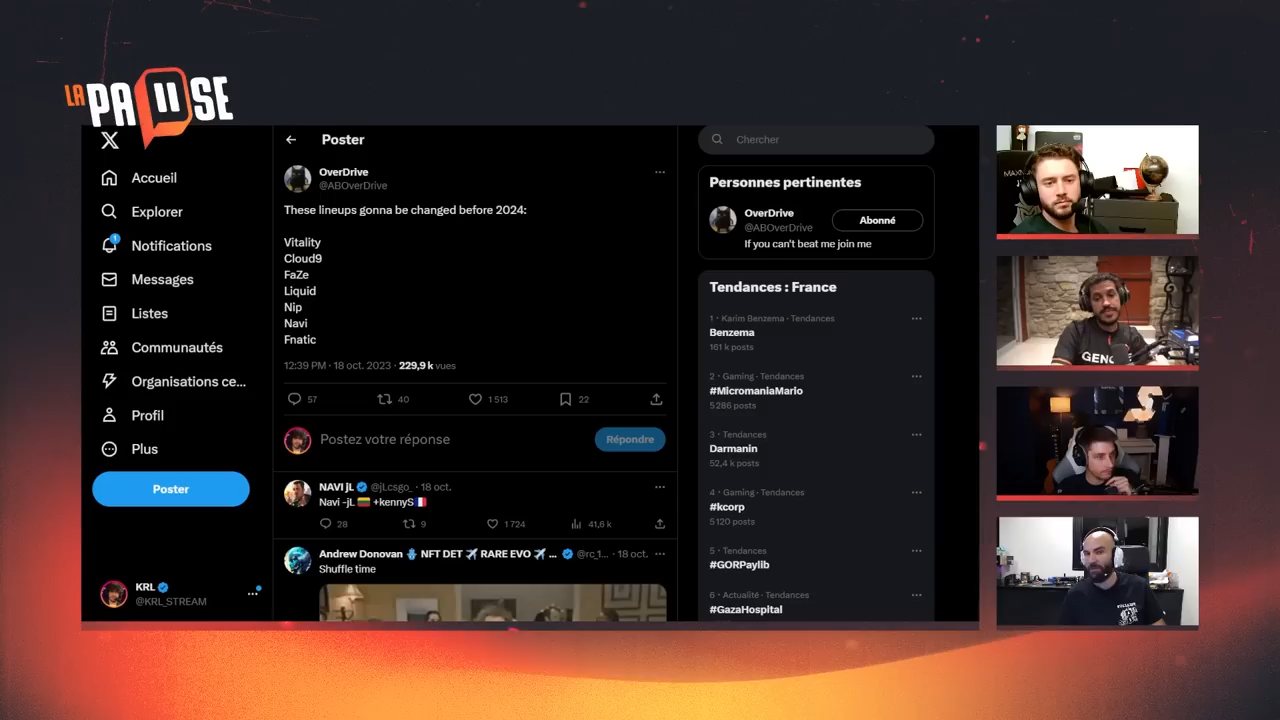 LA PAUSE
Accueil
Explorer
1
Notifications
Messages
Listes
Communautés
Organisations ce...
Profil
Plus
Poster
KRL
@KRL_STREAM
Poster
OverDrive
@ABOverDrive
These lineups gonna be changed before 2024:
Vitality
Cloud9
FaZe
Liquid
Nip
Navi
Fnatic
12:39 PM · 18 oct. 2023 · 229,9 k vues
57 40 1 513 22
Postez votre réponse Répondre
NAVI jL @jLcsgo_ · 18 oct.
Navi -jL 🇱🇹 +kennyS🇫🇷
28 9 1 724 41,6 k
Andrew Donovan NFT DET ✈ RARE EVO ✈ ... @rc_1... · 18 oct.
Shuffle time
Chercher
Personnes pertinentes
OverDrive
@ABOverDrive
Abonné
If you can't beat me join me
Tendances : France
1 · Karim Benzema · Tendances
Benzema
161 k posts
2 · Gaming · Tendances
#MicromaniaMario
5 286 posts
3 · Tendances
Darmanin
52,4 k posts
4 · Gaming · Tendances
#kcorp
5 120 posts
5 · Tendances
#GORPaylib
6 · Actualité · Tendances
#GazaHospital